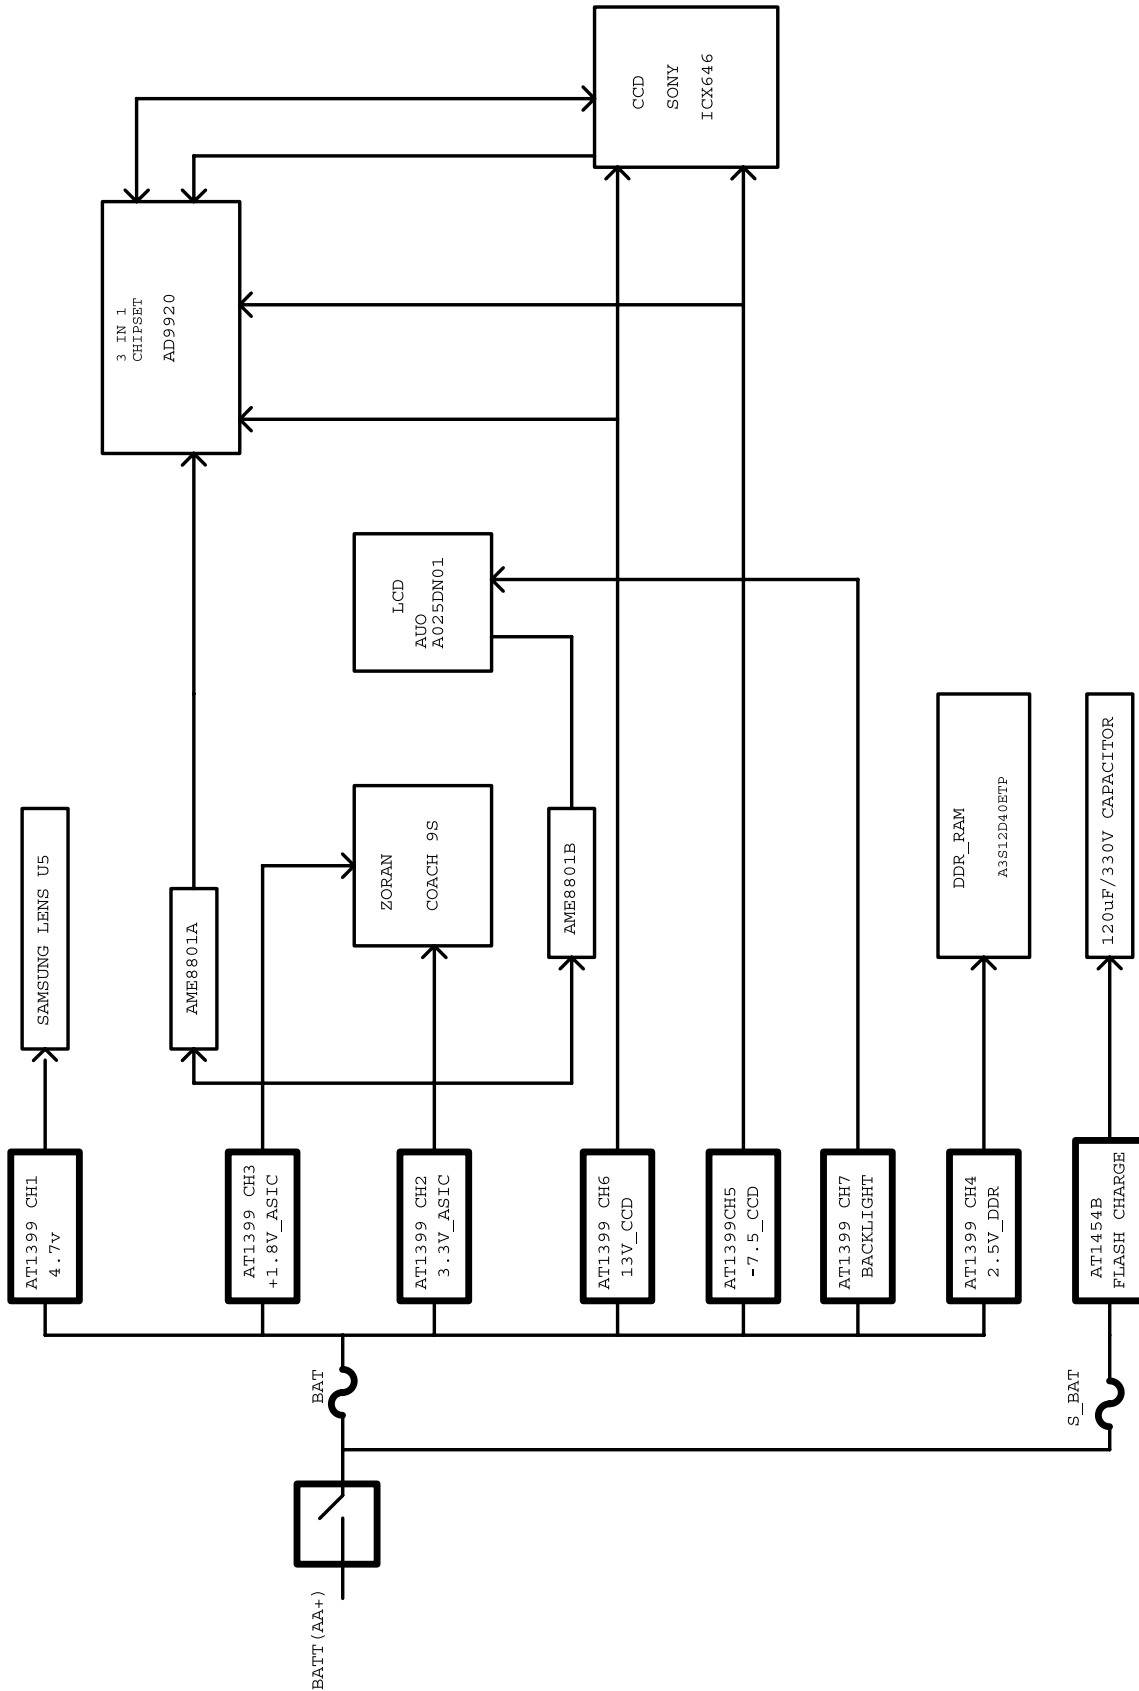 BATT(AA+)
BAT
S_BAT
AT1399 CH1
4.7v
SAMSUNG LENS U5
AT1399 CH3
+1.8V_ASIC
AME8801A
3 IN 1
CHIPSET
AD9920
AT1399 CH2
3.3V_ASIC
ZORAN
COACH 9S
LCD
AUO
A025DN01
AME8801B
AT1399 CH6
13V_CCD
CCD
SONY
ICX646
AT1399CH5
-7.5_CCD
AT1399 CH7
BACKLIGHT
AT1399 CH4
2.5V_DDR
DDR_RAM
A3S12D40ETP
AT1454B
FLASH CHARGE
120uF/330V CAPACITOR